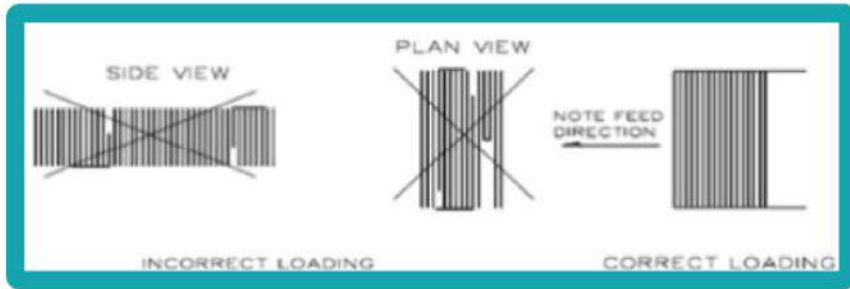 SIDE VIEW
PLAN VIEW
NOTE FEED
DIRECTION
INCORRECT LOADING
CORRECT LOADING